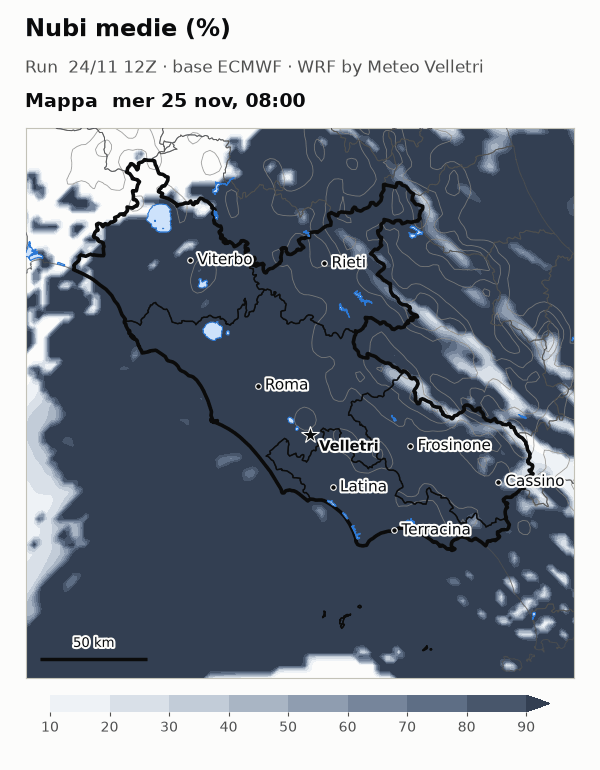 Nubi medie (%)
Run  24/11 12Z · base ECMWF · WRF by Meteo Velletri
Mappa  mer 25 nov, 08:00
Viterbo
Rieti
Roma
Velletri
Frosinone
Cassino
Latina
Terracina
50 km
10 20 30 40 50 60 70 80 90